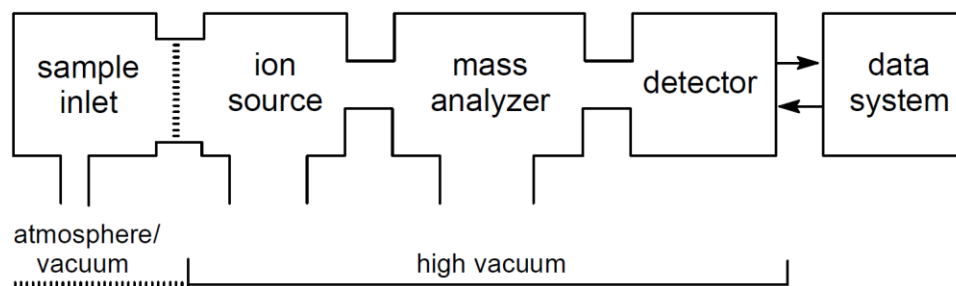 sample
inlet
ion
source
mass
analyzer
detector
data
system
atmosphere/
vacuum
high vacuum